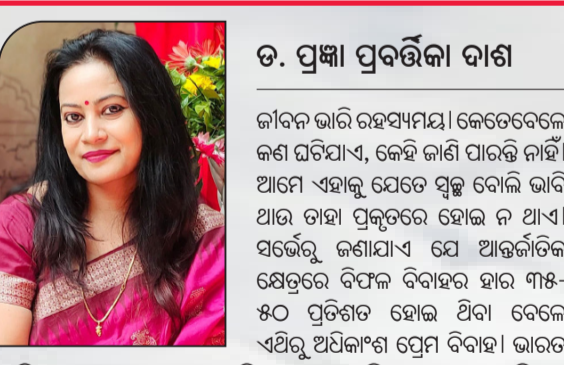 ଡ. ପ୍ରଜ୍ଞା ପ୍ରବର୍ତ୍ତିକା ଦାଶ
ଜୀବନ ଭାରି ରହସ୍ୟମୟ। କେତେବେଳେ
କଣ ଘଟିଯାଏ, କେହି ଜାଣି ପାରନ୍ତି ନାହିଁ।
ଆମେ ଏହାକୁ ଯେତେ ସ୍ୱଚ୍ଛ ବୋଲି ଭାବି
ଥାଉ ତାହା ପ୍ରକୃତରେ ହୋଇ ନ ଥାଏ।
ସର୍ଭେରୁ ଜଣାଯାଏ ଯେ ଆନ୍ତର୍ଜାତିକ
କ୍ଷେତ୍ରରେ ବିଫଳ ବିବାହର ହାର ୩୫-
୫୦ ପ୍ରତିଶତ ହୋଇ ଥିବା ବେଳେ
ଏଥିରୁ ଅଧିକାଂଶ ପ୍ରେମ ବିବାହ। ଭାରତ